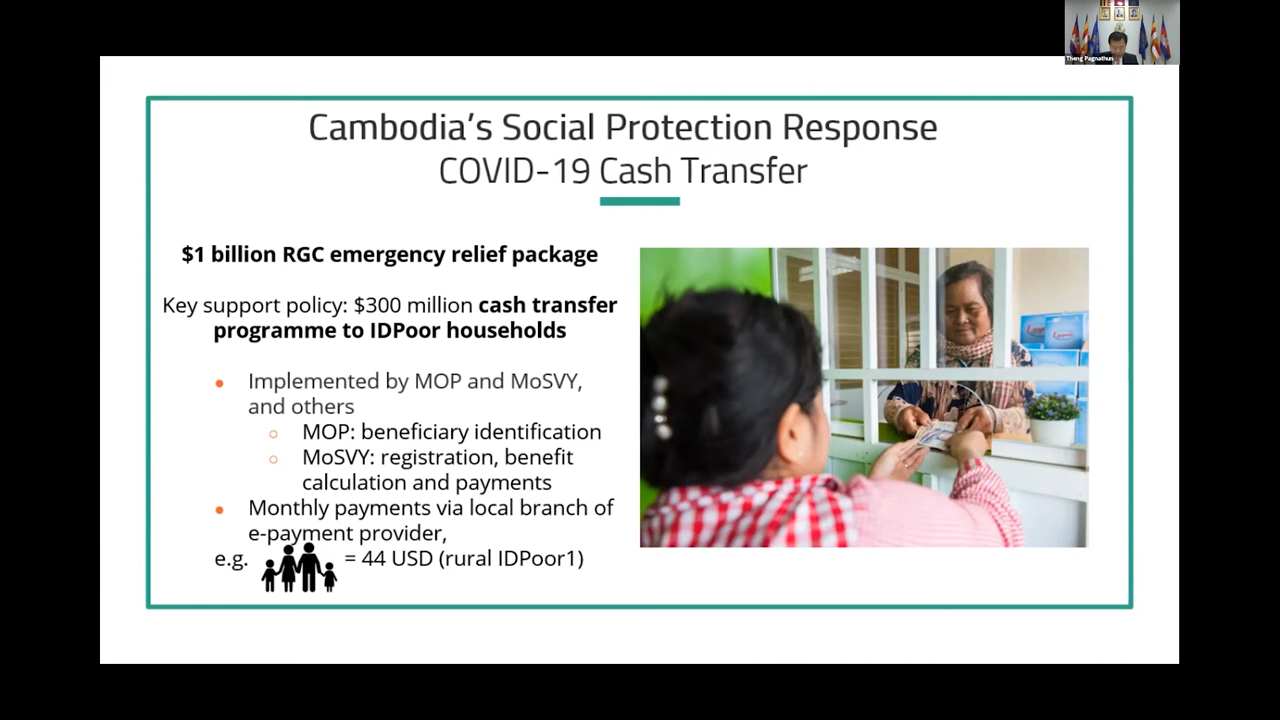 Theng Pagnathun
Cambodia's Social Protection Response
COVID-19 Cash Transfer
$1 billion RGC emergency relief package
Key support policy: $300 million cash transfer
programme to IDPoor households
● Implemented by MOP and MoSVY,
and others
○ MOP: beneficiary identification
○ MoSVY: registration, benefit
calculation and payments
● Monthly payments via local branch of
e-payment provider,
e.g. = 44 USD (rural IDPoor1)